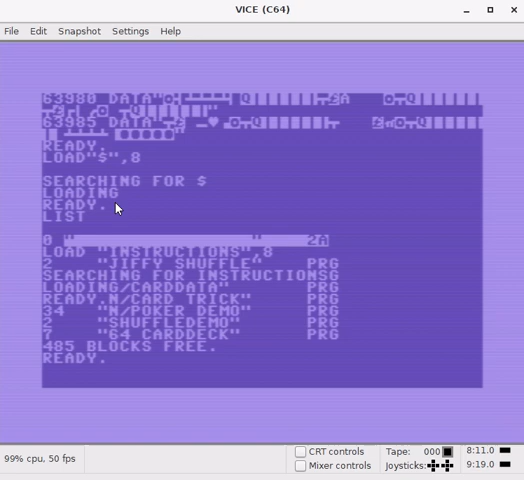 VICE (C64)
File Edit Snapshot Settings Help
63980 DATA"
63985 DATA"
READY.
LOAD"$",8
SEARCHING FOR $
LOADING
READY.
LIST
0 " " 2A
LOAD "INSTRUCTIONS",8
2 "JIFFY SHUFFLE" PRG
SEARCHING FOR INSTRUCTIONSG
LOADING/CARDDATA" PRG
READY.N/CARD TRICK" PRG
34 "N/POKER DEMO" PRG
2 "SHUFFLEDEMO" PRG
7 "64 CARDDECK" PRG
485 BLOCKS FREE.
READY.
99% cpu, 50 fps
CRT controls
Mixer controls
Tape: 000
Joysticks:
8:11.0
9:19.0